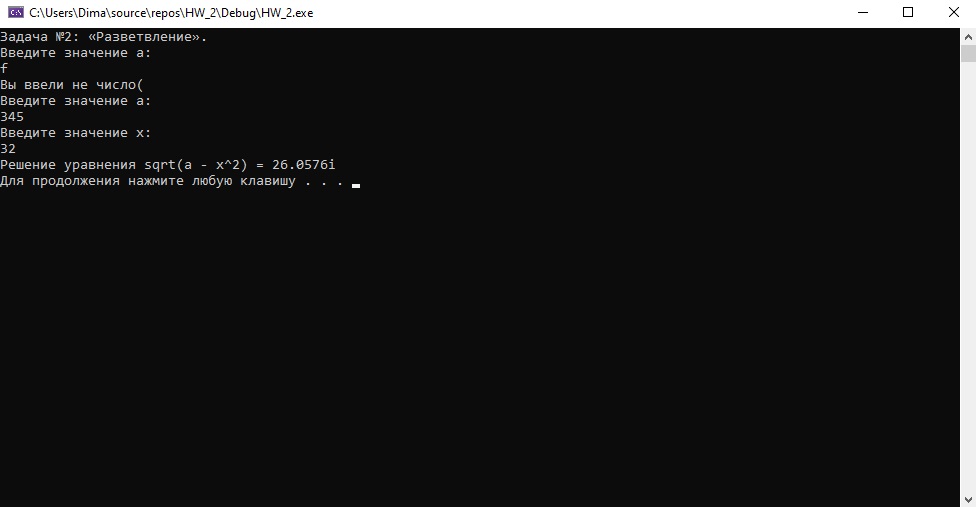 C:\Users\Dima\source\repos\HW_2\Debug\HW_2.exe
Задача №2: «Разветвление».
Введите значение a:
f
Вы ввели не число(
Введите значение a:
345
Введите значение x:
32
Решение уравнения sqrt(a - x^2) = 26.0576i
Для продолжения нажмите любую клавишу . . .